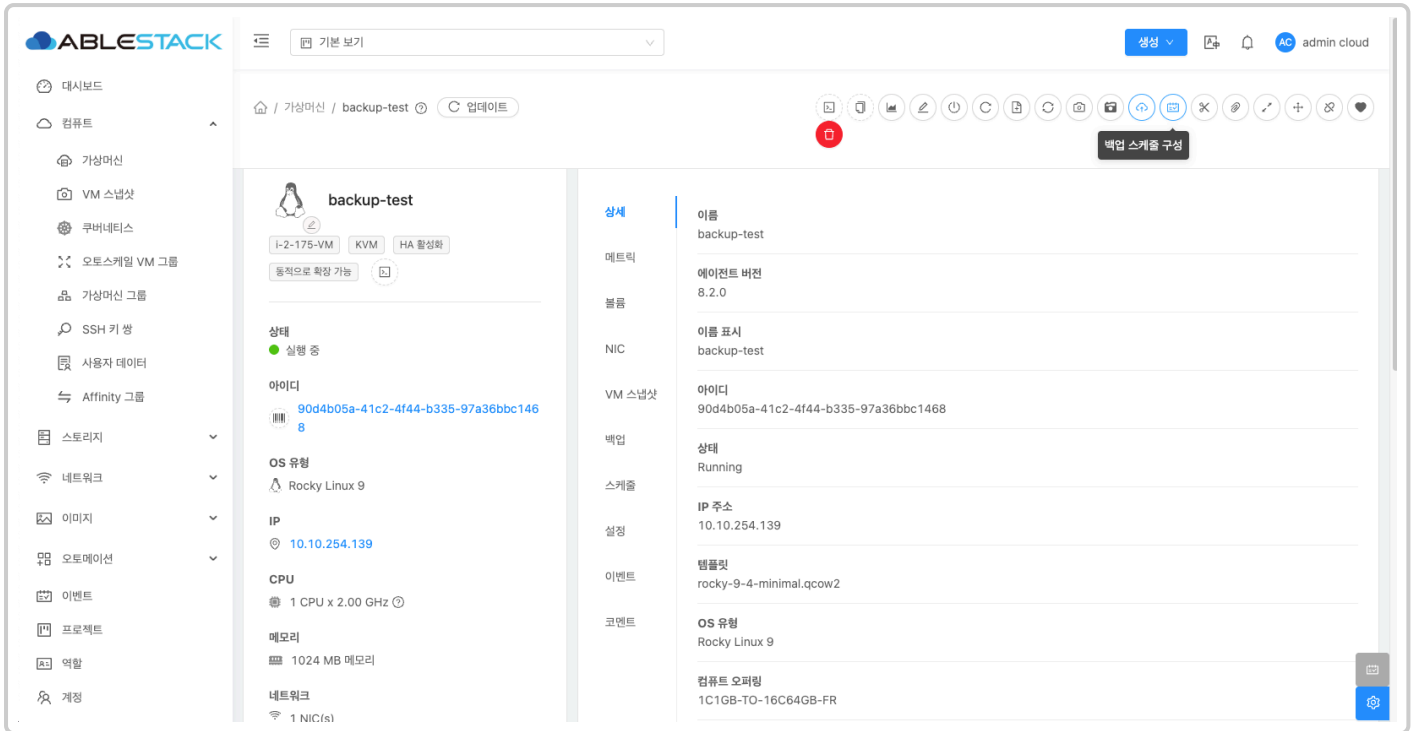 ABLESTACK
기본 보기
생성
AC
admin cloud
대시보드
컴퓨트
가상머신
VM 스냅샷
쿠버네티스
오토스케일 VM 그룹
가상머신 그룹
SSH 키 쌍
사용자 데이터
Affinity 그룹
스토리지
네트워크
이미지
오토메이션
이벤트
프로젝트
역할
계정
/ 가상머신 / backup-test
업데이트
백업 스케줄 구성
backup-test
i-2-175-VM
KVM
HA 활성화
동적으로 확장 가능
상태
실행 중
아이디
90d4b05a-41c2-4f44-b335-97a36bbc146
8
OS 유형
Rocky Linux 9
IP
10.10.254.139
CPU
1 CPU x 2.00 GHz
메모리
1024 MB 메모리
네트워크
1 NIC(s)
상세
메트릭
볼륨
NIC
VM 스냅샷
백업
스케줄
설정
이벤트
코멘트
이름
backup-test
에이전트 버전
8.2.0
이름 표시
backup-test
아이디
90d4b05a-41c2-4f44-b335-97a36bbc1468
상태
Running
IP 주소
10.10.254.139
템플릿
rocky-9-4-minimal.qcow2
OS 유형
Rocky Linux 9
컴퓨트 오퍼링
1C1GB-TO-16C64GB-FR